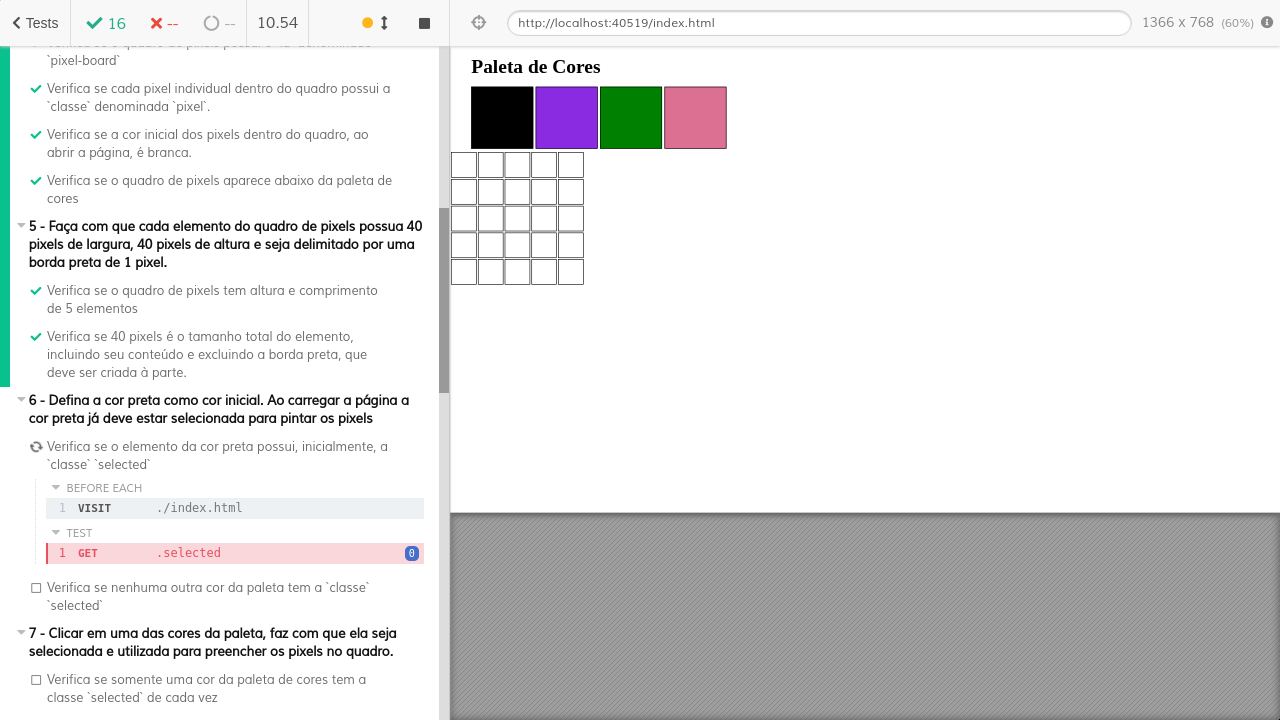 Tests
16
--
--
10.54
http://localhost:40519/index.html
1366 x 768 (60%)
`pixel-board`
Verifica se cada pixel individual dentro do quadro possui a
`classe` denominada `pixel`.
Verifica se a cor inicial dos pixels dentro do quadro, ao
abrir a página, é branca.
Verifica se o quadro de pixels aparece abaixo da paleta de
cores
5 - Faça com que cada elemento do quadro de pixels possua 40
pixels de largura, 40 pixels de altura e seja delimitado por uma
borda preta de 1 pixel.
Verifica se o quadro de pixels tem altura e comprimento
de 5 elementos
Verifica se 40 pixels é o tamanho total do elemento,
incluindo seu conteúdo e excluindo a borda preta, que
deve ser criada à parte.
6 - Defina a cor preta como cor inicial. Ao carregar a página a
cor preta já deve estar selecionada para pintar os pixels
Verifica se o elemento da cor preta possui, inicialmente, a
`classe` `selected`
BEFORE EACH
1 VISIT ./index.html
TEST
1 GET .selected 0
Verifica se nenhuma outra cor da paleta tem a `classe`
`selected`
7 - Clicar em uma das cores da paleta, faz com que ela seja
selecionada e utilizada para preencher os pixels no quadro.
Verifica se somente uma cor da paleta de cores tem a
classe `selected` de cada vez
Paleta de Cores